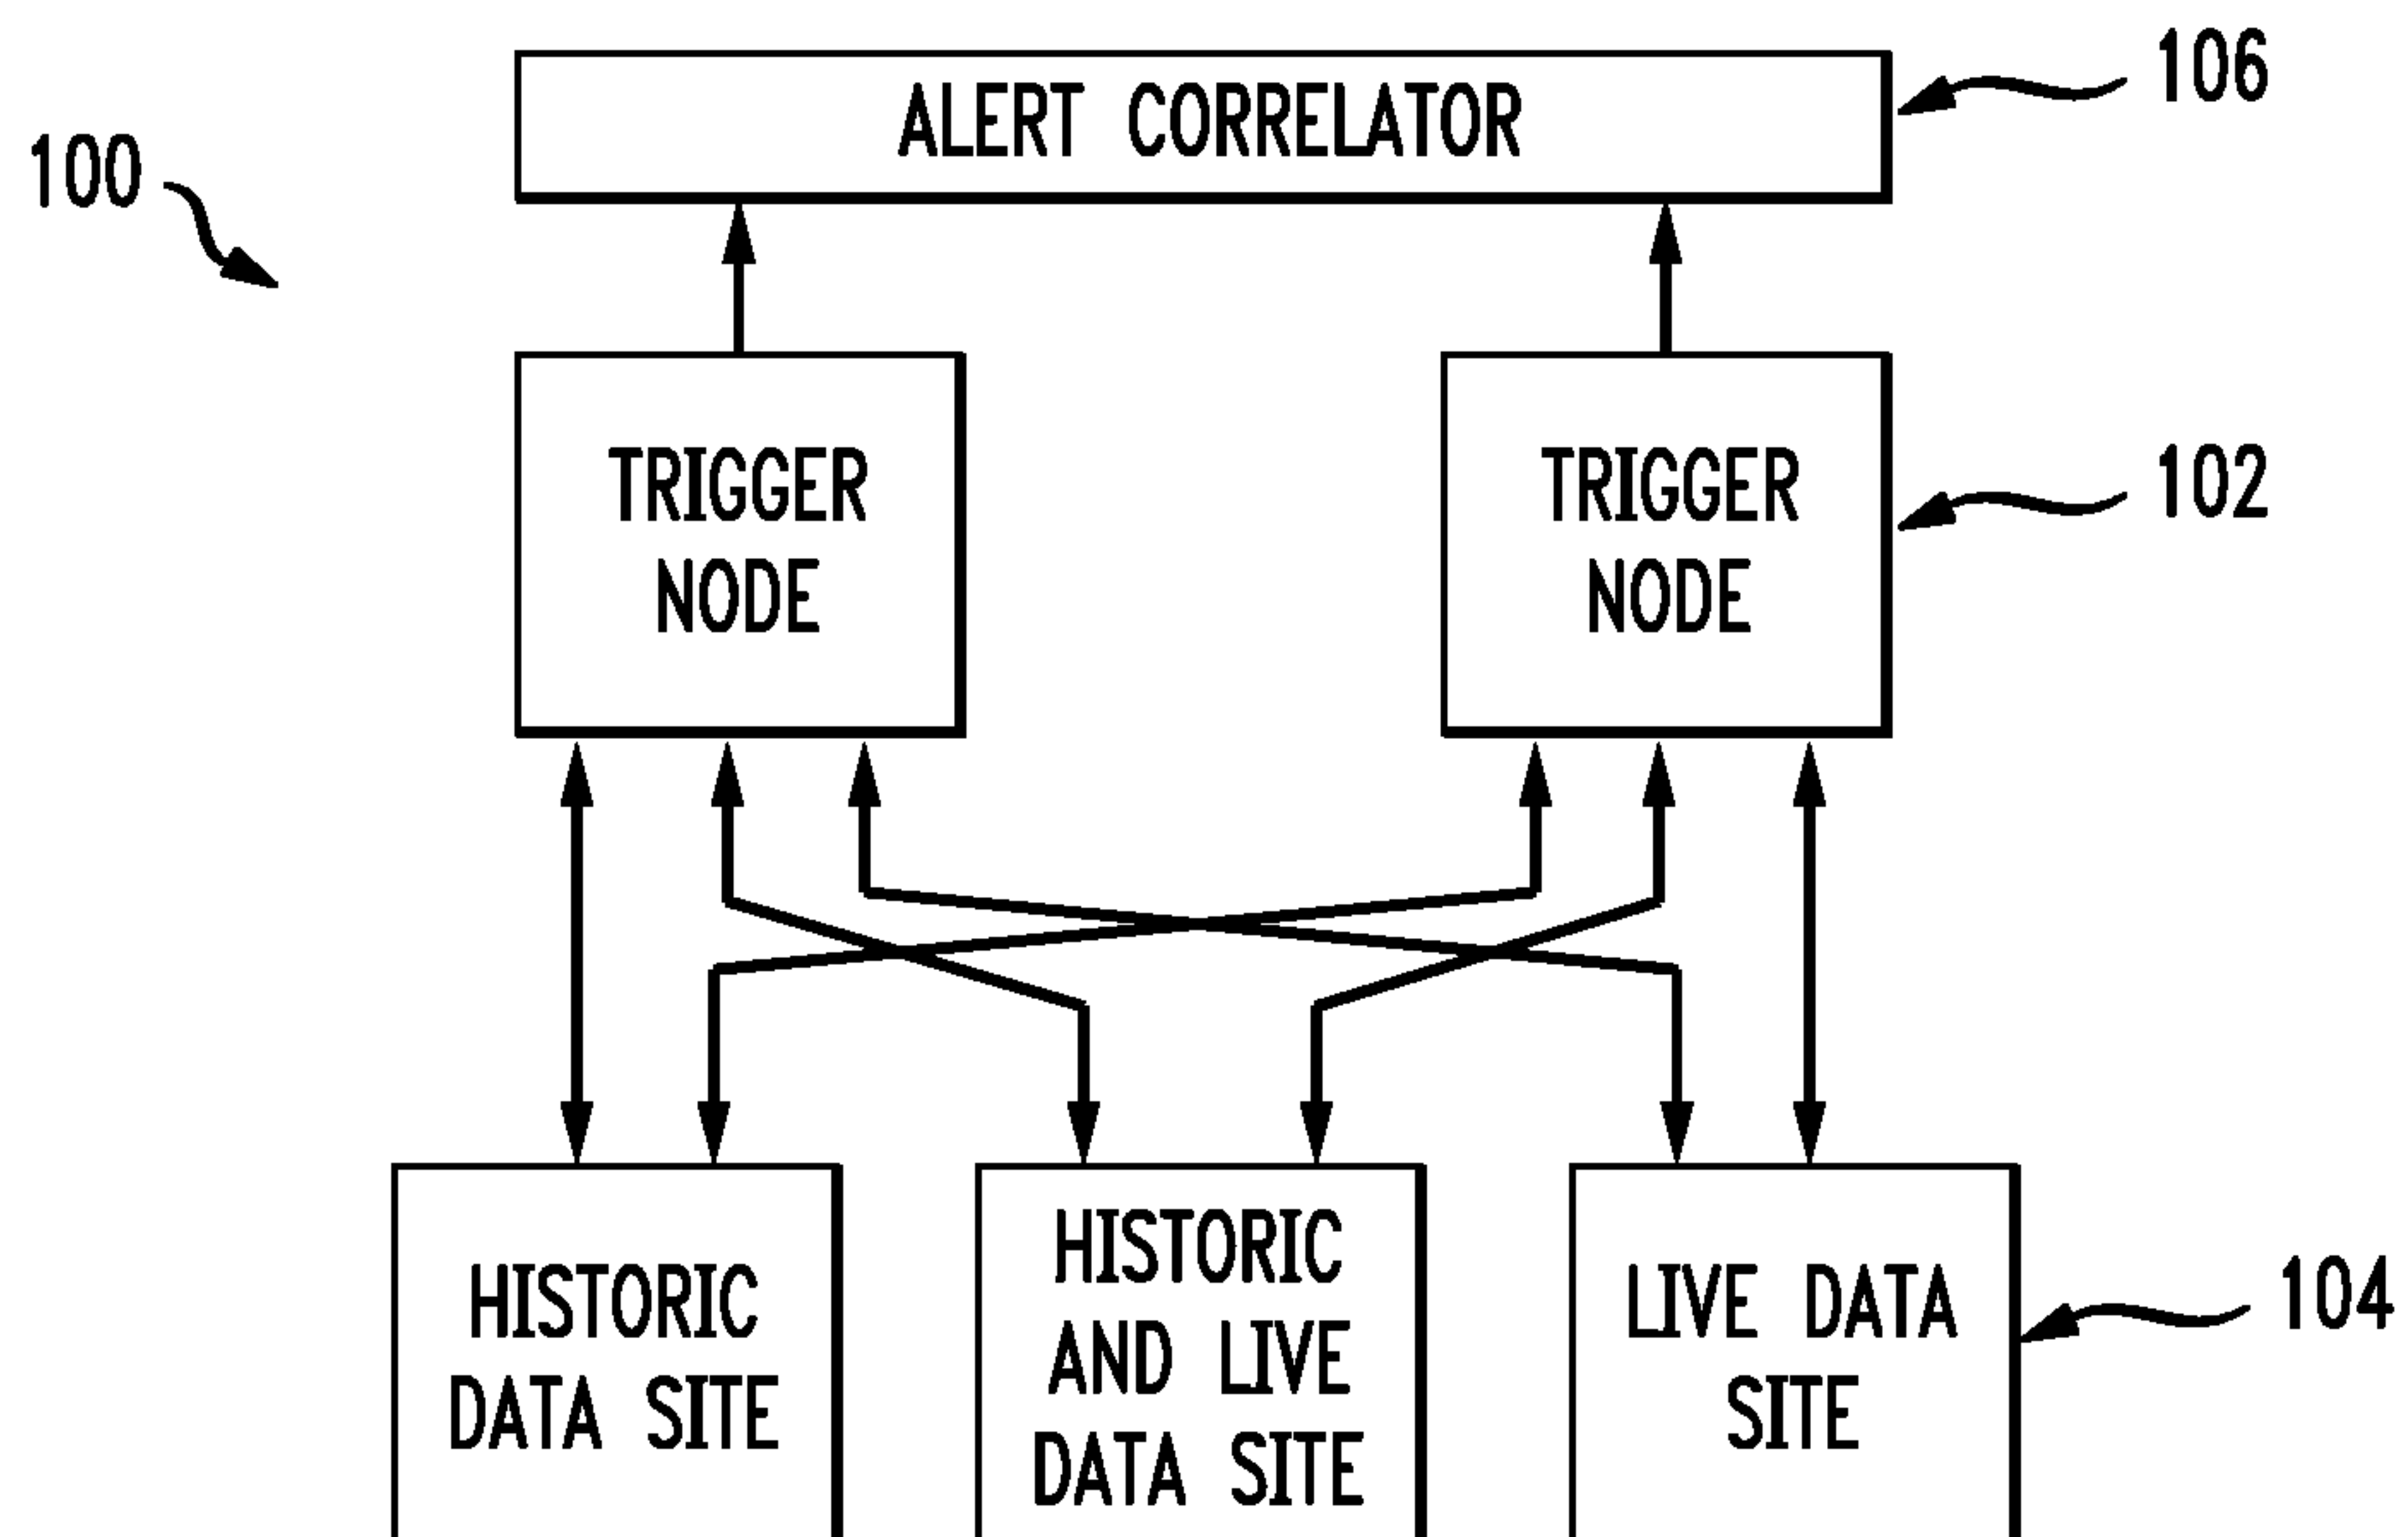 106
ALERT CORRELATOR
100
TRIGGER
NODE
TRIGGER
NODE
102
HISTORIC
DATA SITE
HISTORIC
AND LIVE
DATA SITE
LIVE DATA
SITE
104